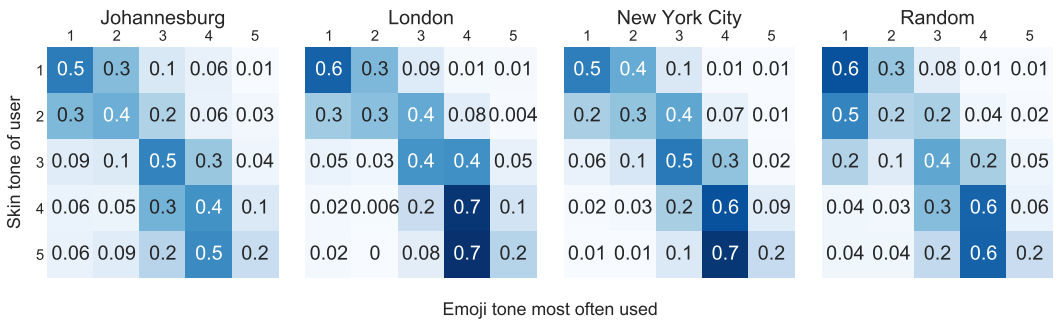 Johannesburg London New York City Random
1 2 3 4 5 1 2 3 4 5 1 2 3 4 5 1 2 3 4 5
1 0.5 0.3 0.1 0.06 0.01 0.6 0.3 0.09 0.01 0.01 0.5 0.4 0.1 0.01 0.01 0.6 0.3 0.08 0.01 0.01
2 0.3 0.4 0.2 0.06 0.03 0.3 0.3 0.4 0.08 0.004 0.2 0.3 0.4 0.07 0.01 0.5 0.2 0.2 0.04 0.02
3 0.09 0.1 0.5 0.3 0.04 0.05 0.03 0.4 0.4 0.05 0.06 0.1 0.5 0.3 0.02 0.2 0.1 0.4 0.2 0.05
4 0.06 0.05 0.3 0.4 0.1 0.02 0.006 0.2 0.7 0.1 0.02 0.03 0.2 0.6 0.09 0.04 0.03 0.3 0.6 0.06
5 0.06 0.09 0.2 0.5 0.2 0.02 0 0.08 0.7 0.2 0.01 0.01 0.1 0.7 0.2 0.04 0.04 0.2 0.6 0.2
Skin tone of user
Emoji tone most often used